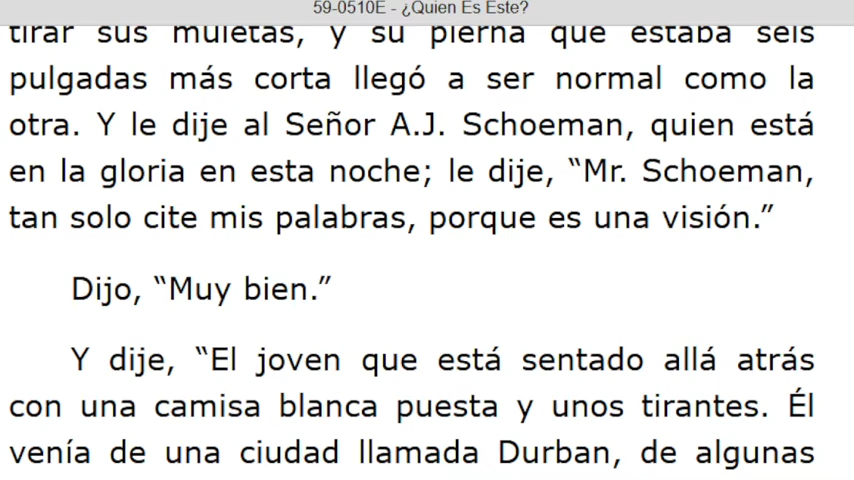 59-0510E - ¿Quien Es Este?
tirar sus muletas, y su pierna que estaba seis
pulgadas más corta llegó a ser normal como la
otra. Y le dije al Señor A.J. Schoeman, quien está
en la gloria en esta noche; le dije, “Mr. Schoeman,
tan solo cite mis palabras, porque es una visión.”
Dijo, “Muy bien.”
Y dije, “El joven que está sentado allá atrás
con una camisa blanca puesta y unos tirantes. Él
venía de una ciudad llamada Durban, de algunas